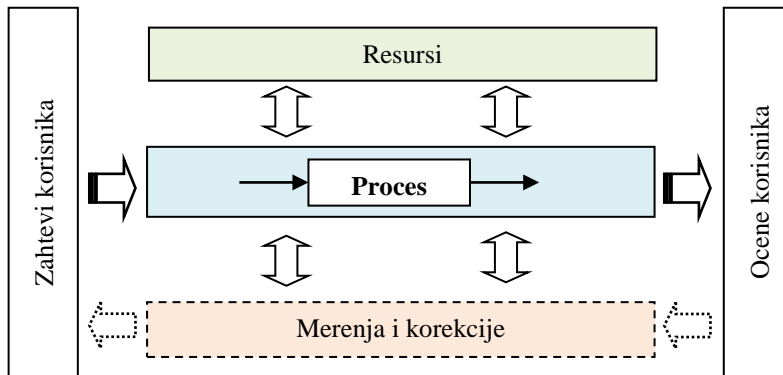 Zahtevi korisnika
Resursi
Proces
Merenja i korekcije
Ocene korisnika